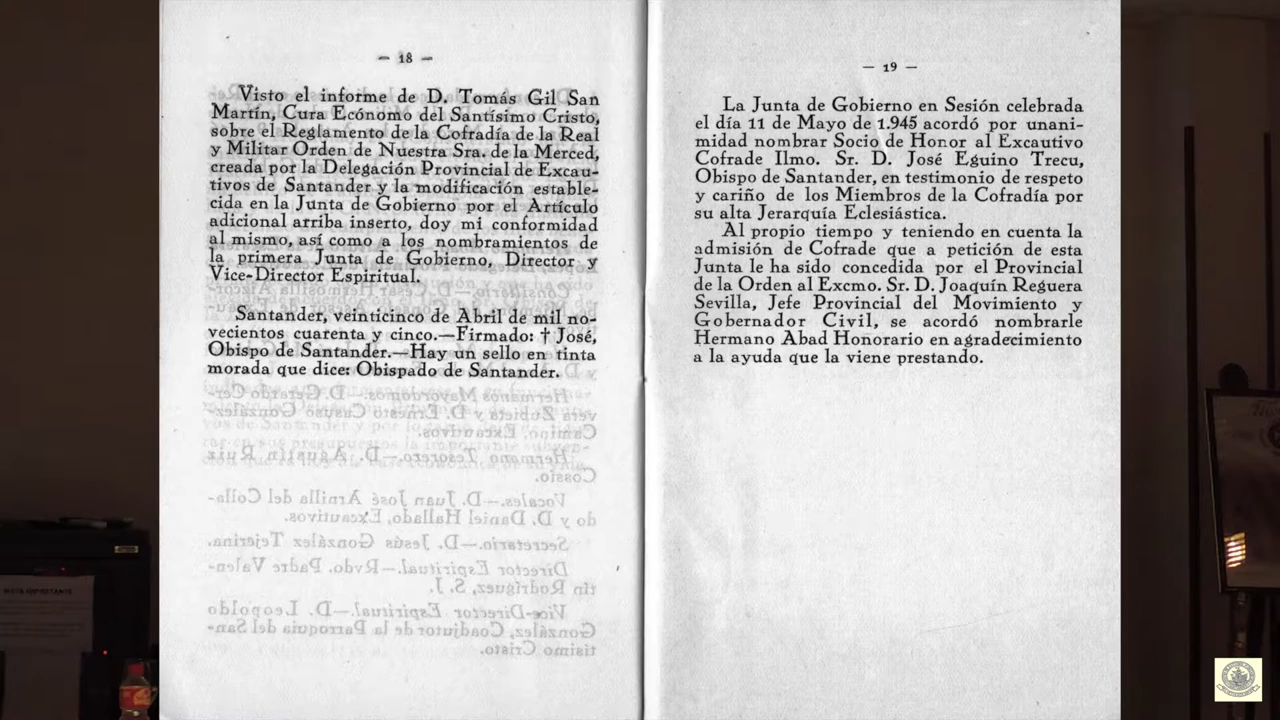 — 18 —
Visto el informe de D. Tomás Gil San
Martín, Cura Ecónomo del Santísimo Cristo,
sobre el Reglamento de la Cofradía de la Real
y Militar Orden de Nuestra Sra. de la Merced,
creada por la Delegación Provincial de Excau-
tivos de Santander y la modificación estable-
cida en la Junta de Gobierno por el Artículo
adicional arriba inserto, doy mi conformidad
al mismo, así como a los nombramientos de
la primera Junta de Gobierno, Director y
Vice-Director Espiritual.
Santander, veinticinco de Abril de mil no-
vecientos cuarenta y cinco.—Firmado: † José,
Obispo de Santander.—Hay un sello en tinta
morada que dice: Obispado de Santander.
— 19 —
La Junta de Gobierno en Sesión celebrada
el día 11 de Mayo de 1.945 acordó por unani-
midad nombrar Socio de Honor al Excautivo
Cofrade Ilmo. Sr. D. José Eguino Trecu,
Obispo de Santander, en testimonio de respeto
y cariño de los Miembros de la Cofradía por
su alta Jerarquía Eclesiástica.
Al propio tiempo y teniendo en cuenta la
admisión de Cofrade que a petición de esta
Junta le ha sido concedida por el Provincial
de la Orden al Excmo. Sr. D. Joaquín Reguera
Sevilla, Jefe Provincial del Movimiento y
Gobernador Civil, se acordó nombrarle
Hermano Abad Honorario en agradecimiento
a la ayuda que la viene prestando.